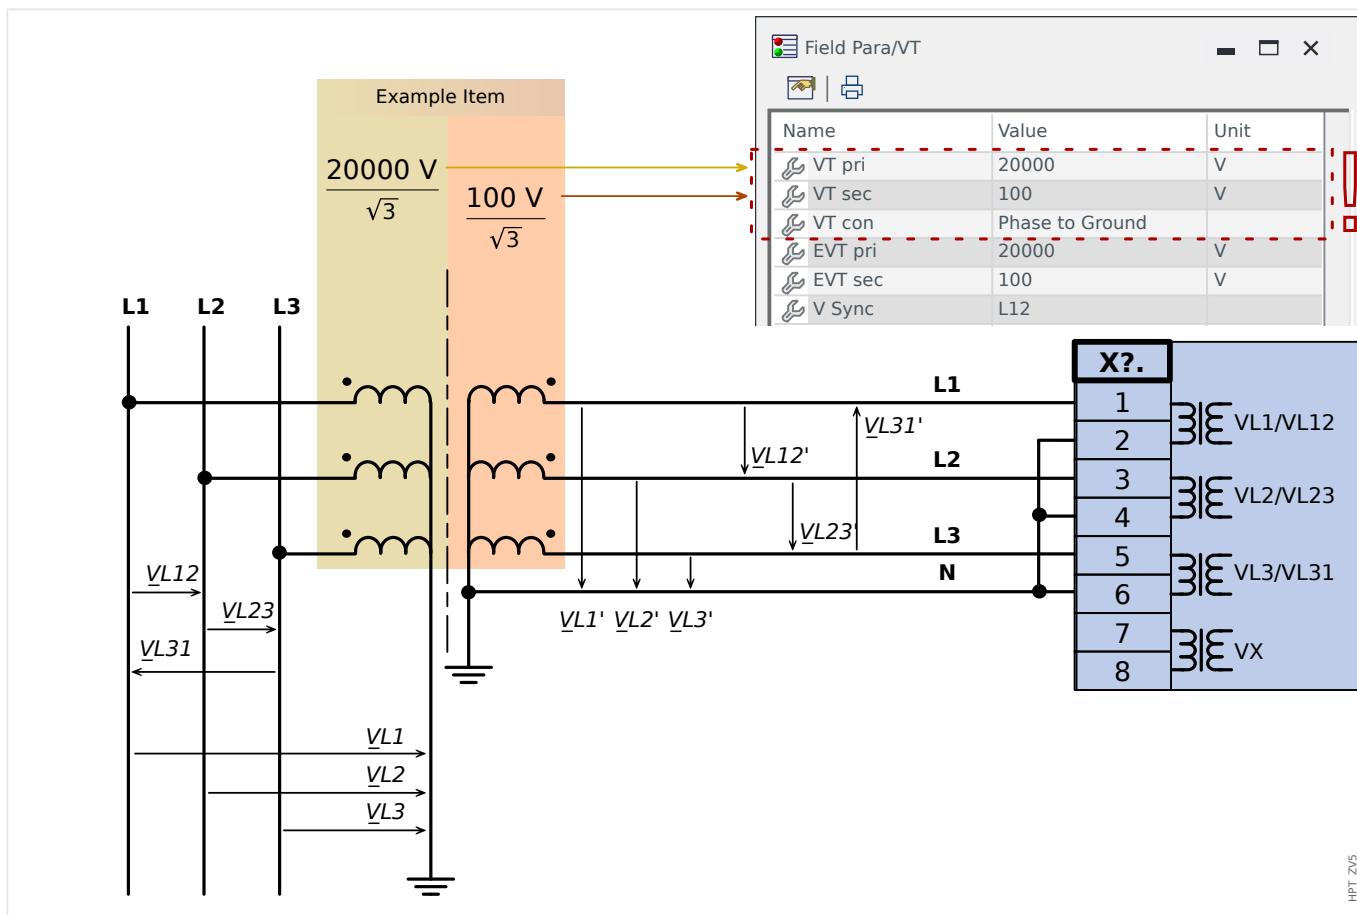 Field Para/VT
Example Item
Name Value Unit
VT pri 20000 V
VT sec 100 V
VT con Phase to Ground
EVT pri 20000 V
EVT sec 100 V
V Sync L12
20000 V
√3
100 V
√3
L1 L2 L3
X?.
L1
1
VL1/VL12
VL31'
2
VL12'
L2
3
VL2/VL23
4
VL23'
L3
5
VL3/VL31
N
6
VL12
VL23
VL31
VL1' VL2' VL3'
7
VX
8
VL1
VL2
VL3
HPT_ZV5